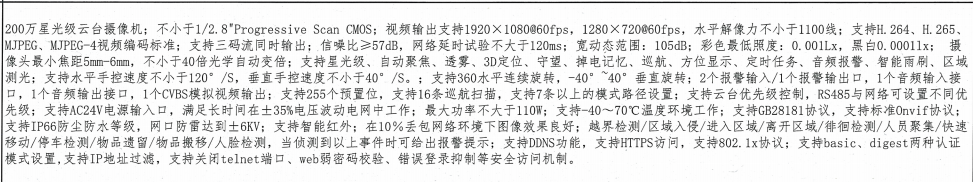 200万星光级云台摄像机；不小于1/2.8"Progressive Scan CMOS；视频输出支持1920×1080@60fps，1280×720@60fps，水平解像力不小于1100线；支持H.264、H.265、
MJPEG、MJPEG-4视频编码标准；支持三码流同时输出；信噪比≥57dB，网络延时试验不大于120ms；宽动态范围：105dB；彩色最低照度：0.001Lx，黑白0.0001lx； 摄
像头最小焦距5mm-6mm，不小于40倍光学自动变倍；支持星光级、自动聚焦、透雾、3D定位、守望、掉电记忆、巡航、方位显示、定时任务、音频报警、智能雨刷、区域
测光；支持水平手控速度不小于120° /S，垂直手控速度不小于40° /S。；支持360水平连续旋转，-40°~40°垂直旋转；2个报警输入/1个报警输出口，1个音频输入接
口，1个音频输出接口，1个CVBS模拟视频输出；支持255个预置位，支持16条巡航扫描，支持7条以上的模式路径设置；支持云台优先级控制，RS485与网络可设置不同优
先级；支持AC24V电源输入口，满足长时间在±35%电压波动电网中工作；最大功率不大于110W；支持-40～70℃温度环境工作；支持GB28181协议，支持标准Onvif协议；
支持IP66防尘防水等级，网口防雷达到±6KV；支持智能红外；在10%丢包网络环境下图像效果良好；越界检测/区域入侵/进入区域/离开区域/徘徊检测/人员聚集/快速
移动/停车检测/物品遗留/物品搬移/人脸检测，当侦测到以上事件时可给出报警提示；支持DDNS功能，支持HTTPS访问，支持802.1x协议；支持basic、digest两种认证
模式设置,支持IP地址过滤，支持关闭telnet端口、web弱密码校验、错误登录抑制等安全访问机制。